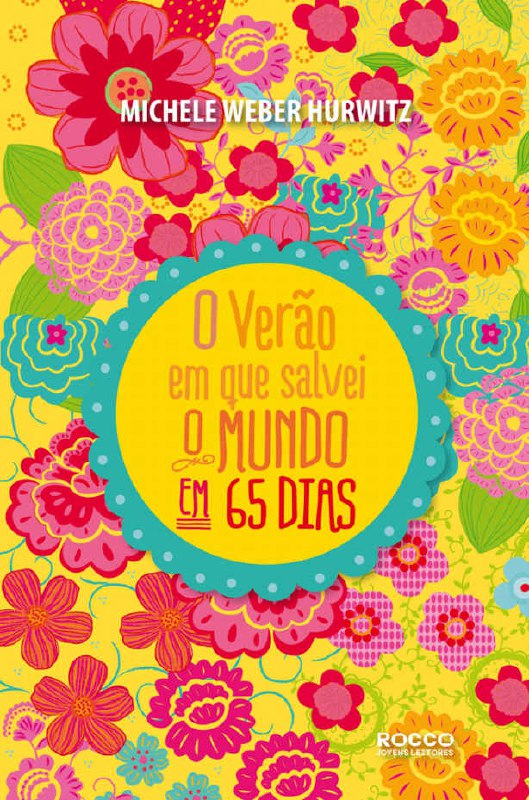 MICHELE WEBER HURWITZ
O Verão
em que salvei
O MUNDO
EM 65 DIAS
ROCCO
JOVENS LEITORES